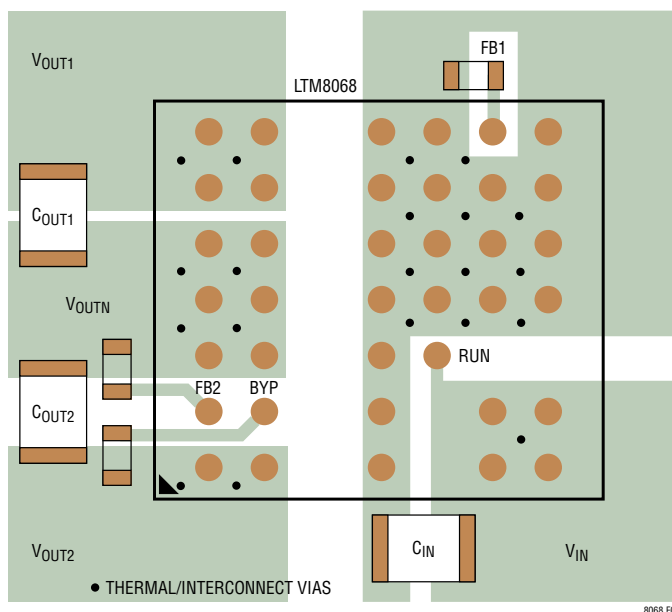 VOUT1
FB1
LTM8068
COUT1
VOUTN
RUN
FB2 BYP
COUT2
VOUT2
CIN
VIN
THERMAL/INTERCONNECT VIAS